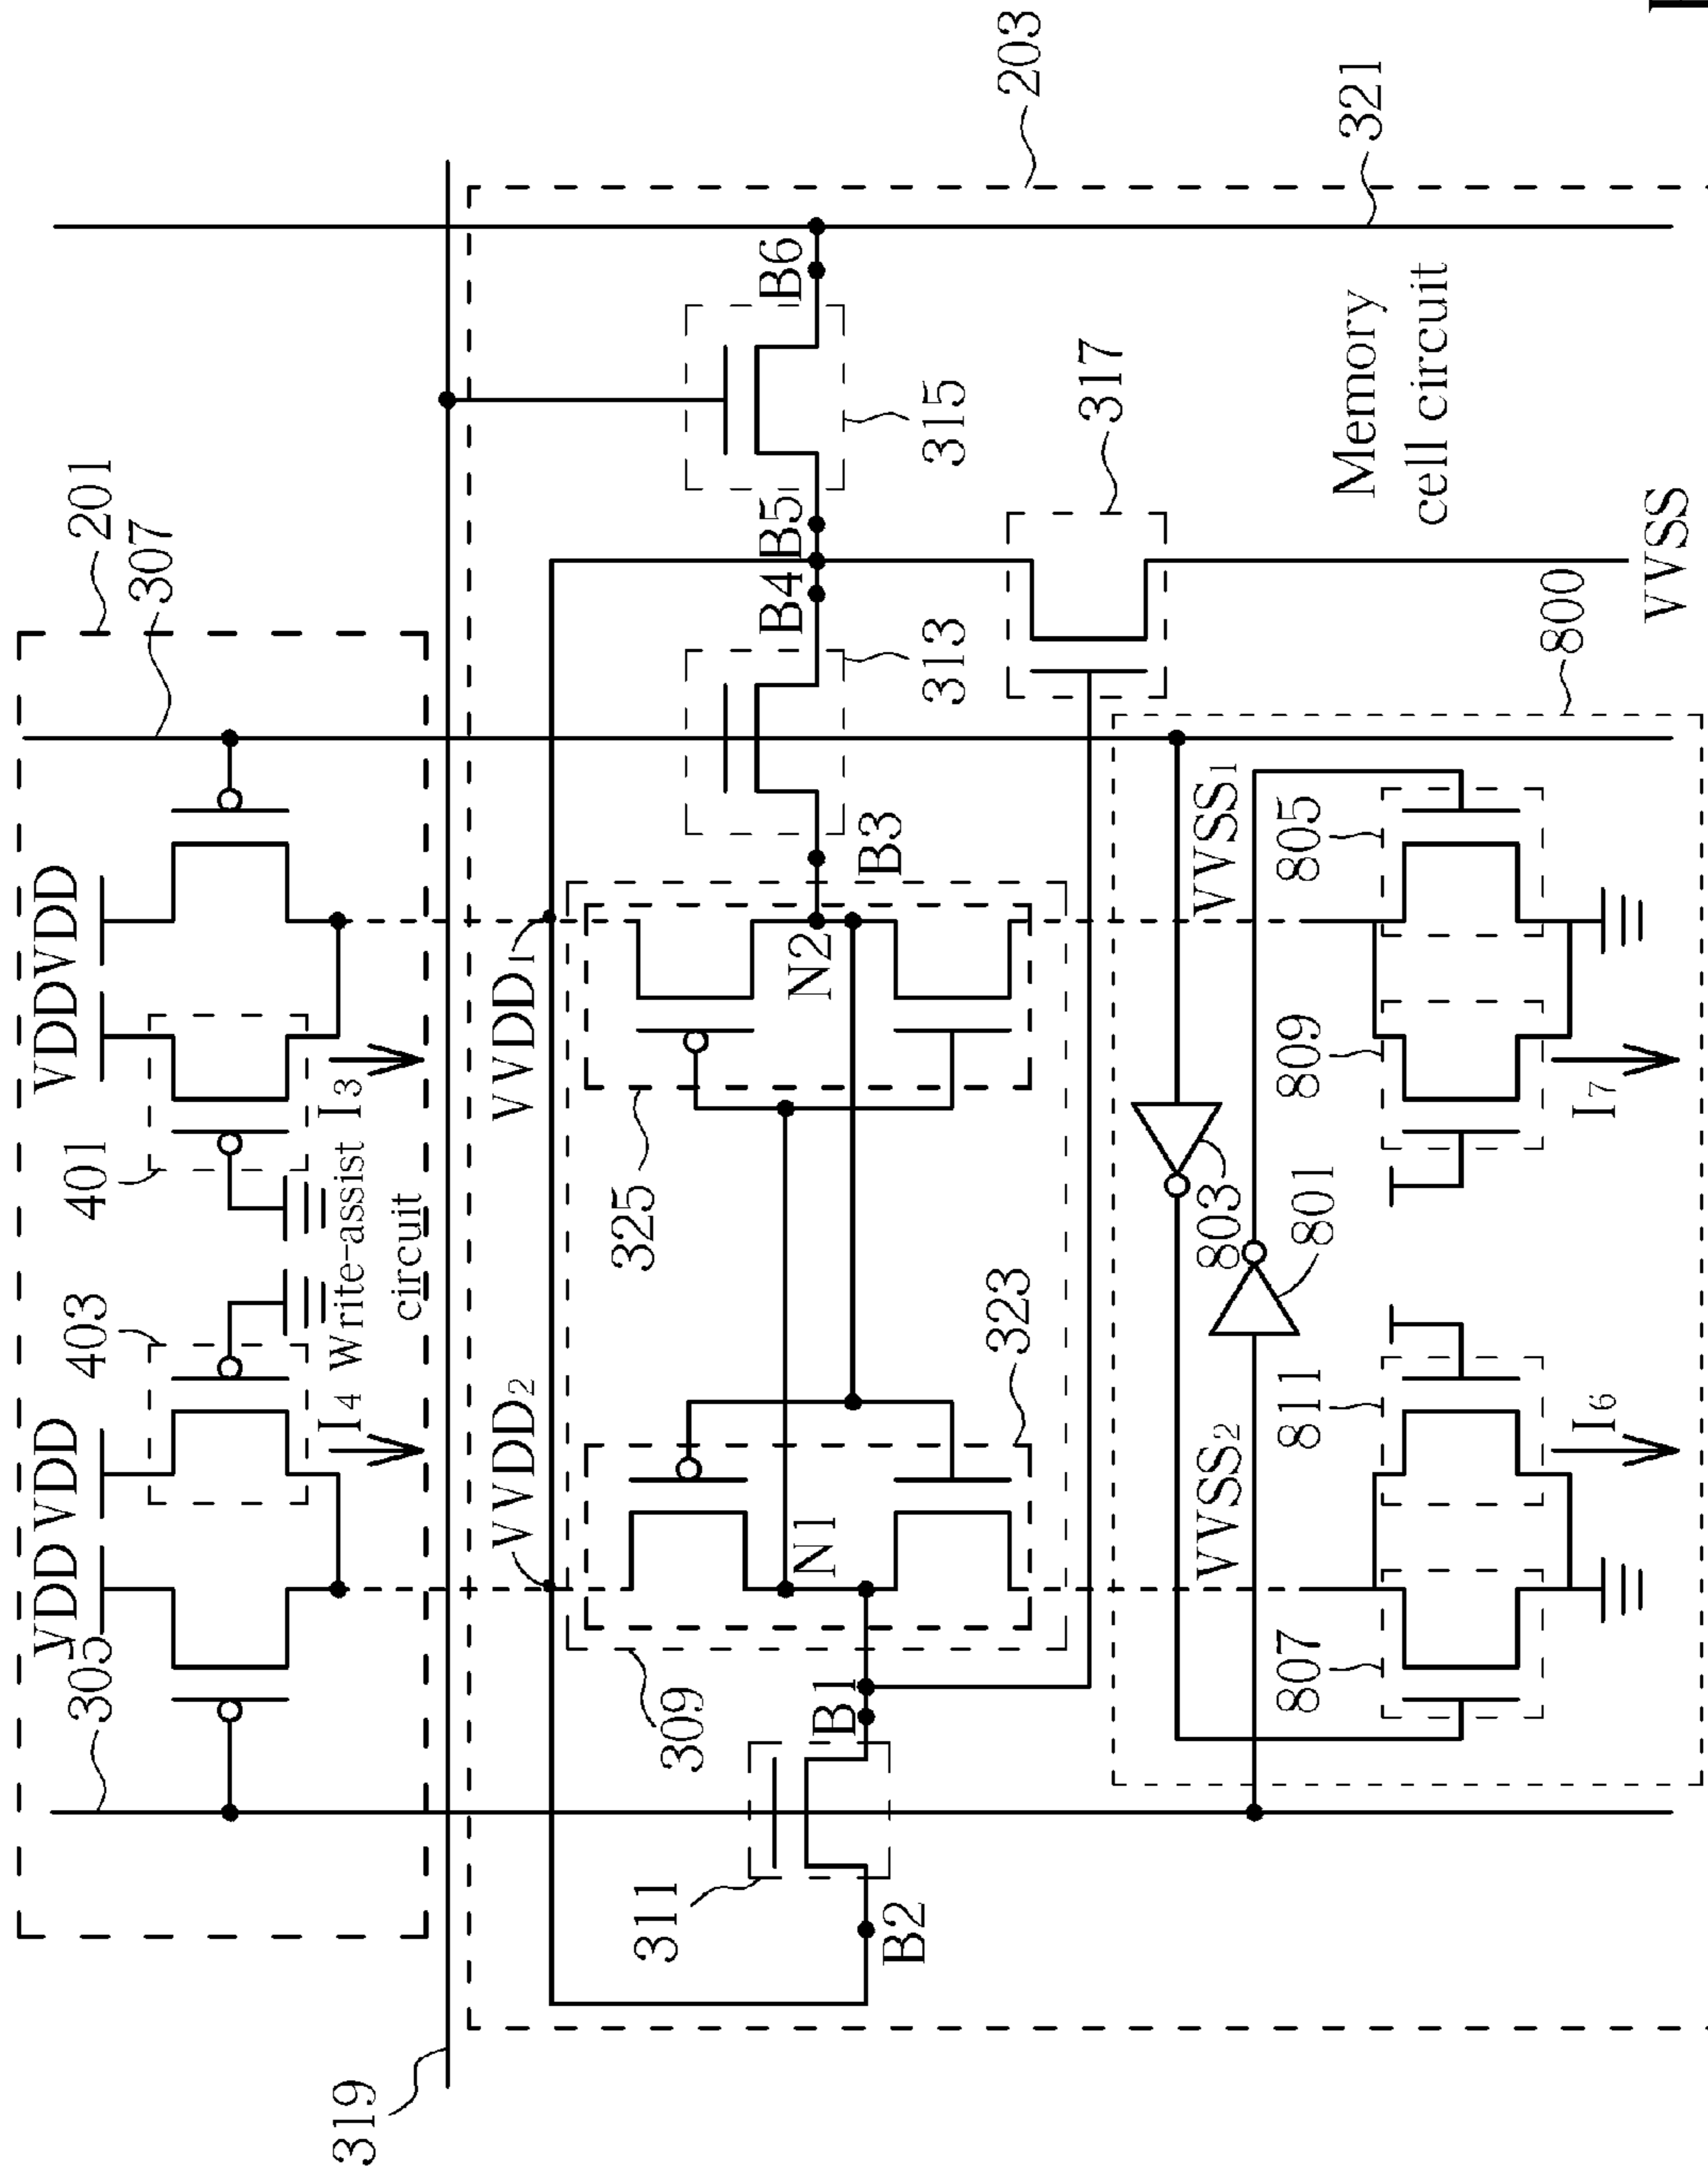 201
307
VDD
VDD
VDD
VDD
305
401
403
I3
I4
Write-assist
circuit
319
203
321
VVDD1
VVDD2
B6
B5
B4
B3
N2
N1
B1
B2
315
313
311
325
323
309
317
Memory
cell circuit
VVSS
800
VVSS1
VVSS2
803
801
805
809
811
807
I7
I6